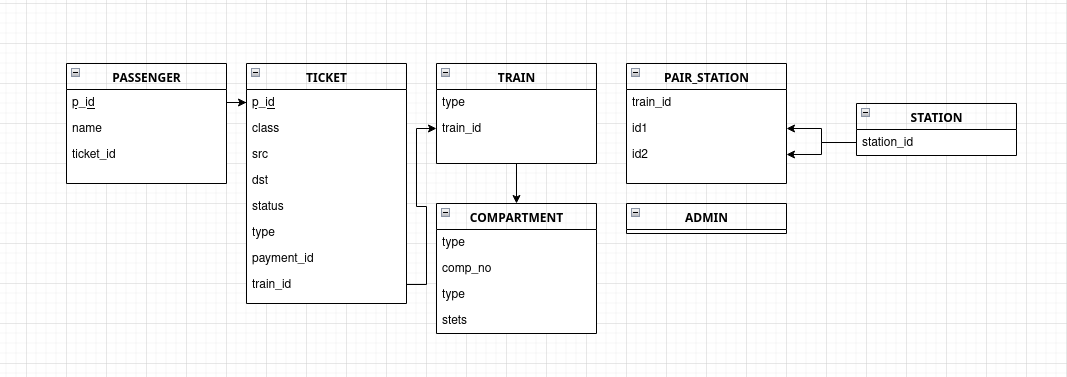 PASSENGER
p_id
name
ticket_id
TICKET
p_id
class
src
dst
status
type
payment_id
train_id
TRAIN
type
train_id
COMPARTMENT
type
comp_no
type
stets
PAIR_STATION
train_id
id1
id2
ADMIN
STATION
station_id